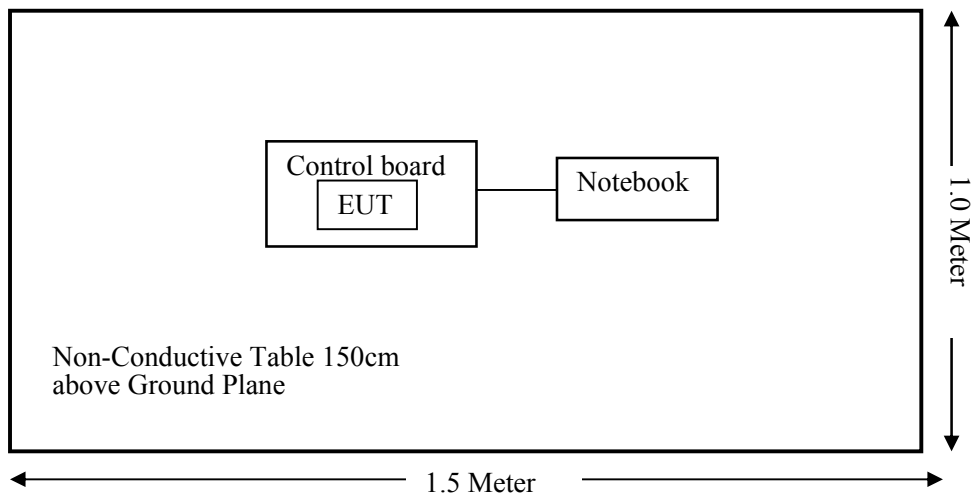 Control board
EUT
Notebook
1.0 Meter
Non-Conductive Table 150cm
above Ground Plane
1.5 Meter